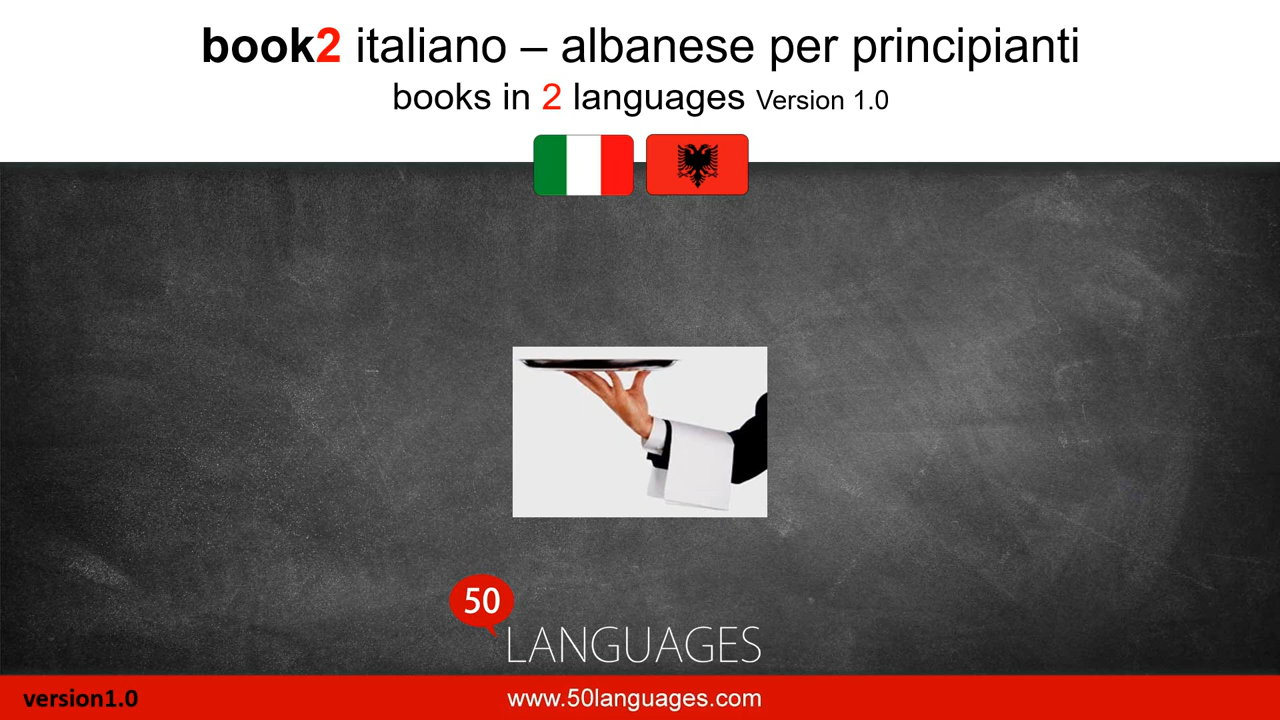 book2 italiano – albanese per principianti
books in 2 languages Version 1.0
50
LANGUAGES
version1.0
www.50languages.com